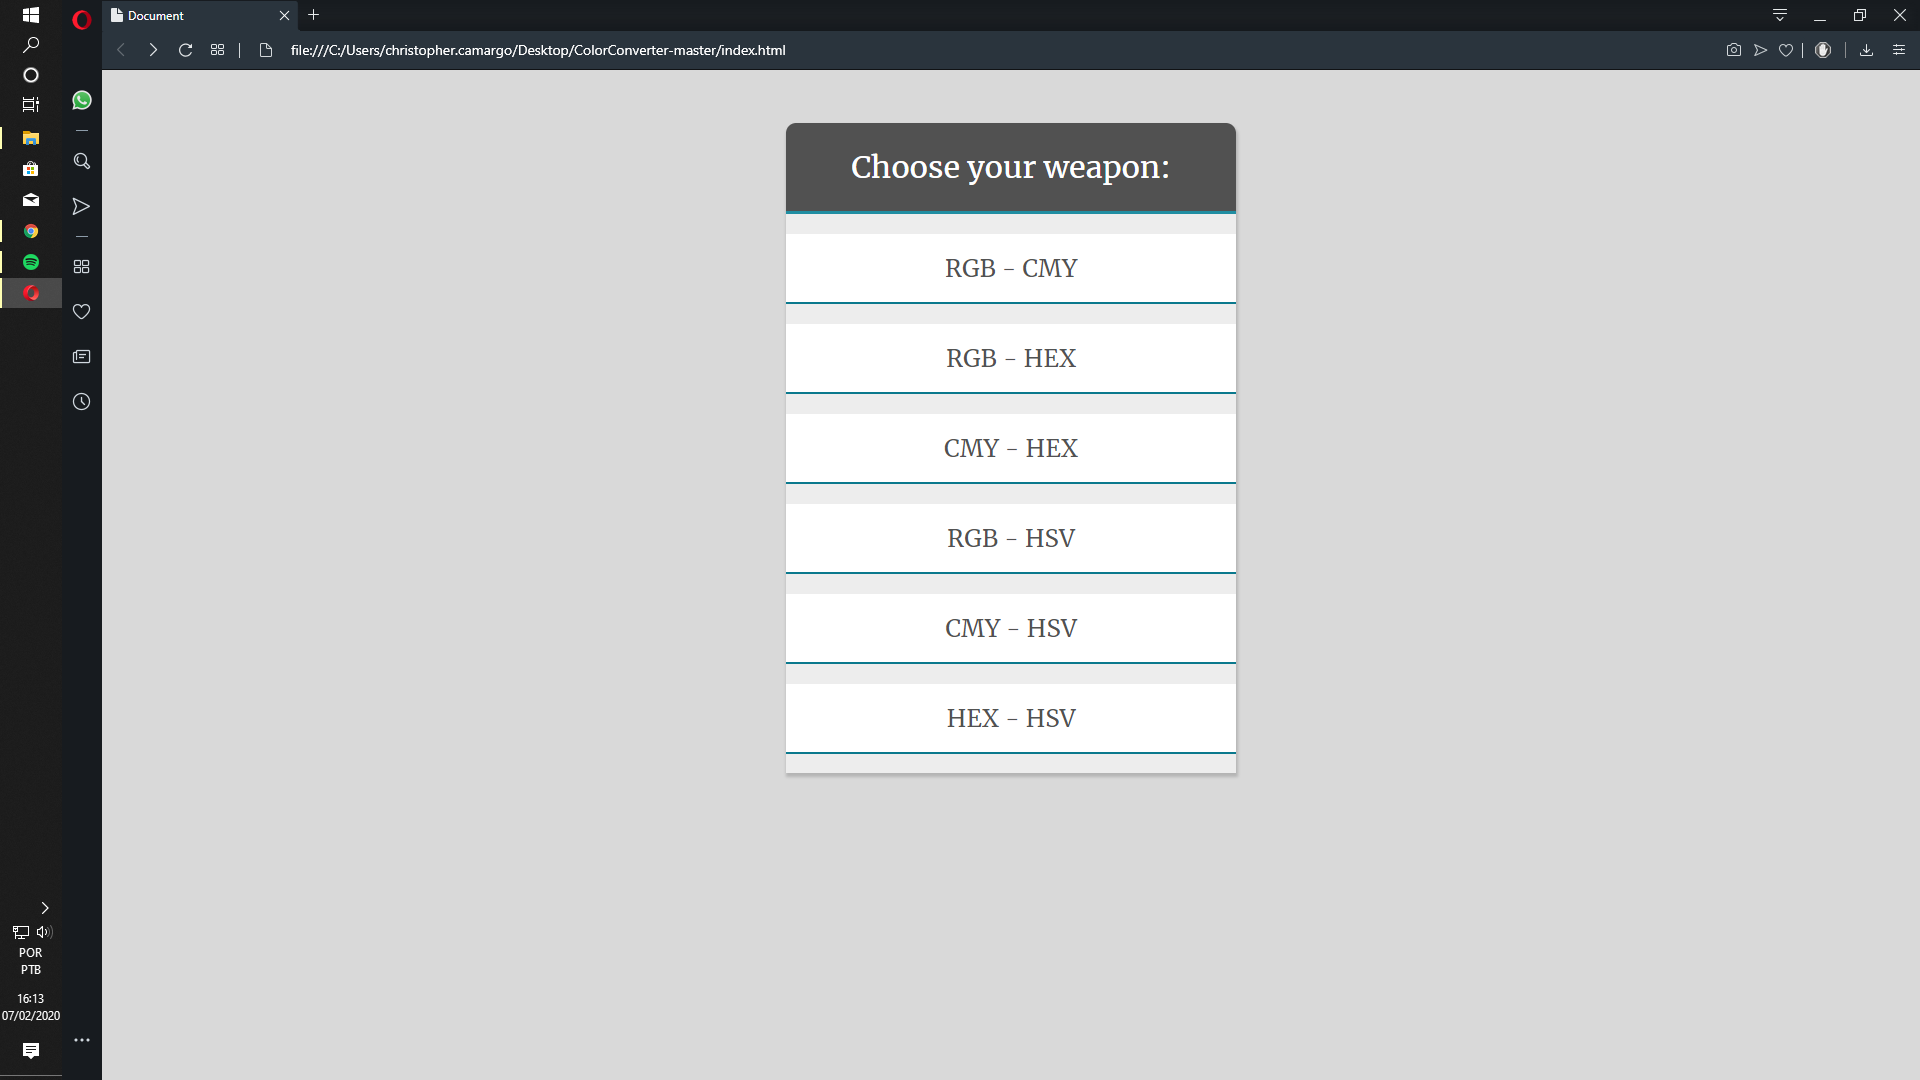 Document
file:///C:/Users/christopher.camargo/Desktop/ColorConverter-master/index.html
Choose your weapon:
RGB - CMY
RGB - HEX
CMY - HEX
RGB - HSV
CMY - HSV
HEX - HSV
POR
PTB
16:13
07/02/2020